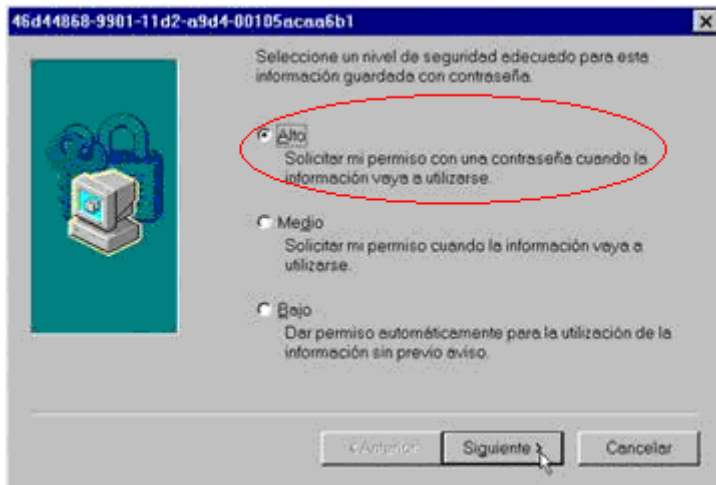 46d44868-9901-11d2-a9d4-00105acaa6b1
Seleccione un nivel de seguridad adecuado para esta
información guardada con contraseña.
Alto
Solicitar mi permiso con una contraseña cuando la
información vaya a utilizarse.
Medio
Solicitar mi permiso cuando la información vaya a
utilizarse.
Bajo
Dar permiso automáticamente para la utilización de la
información sin previo aviso.
< Anterior
Siguiente >
Cancelar